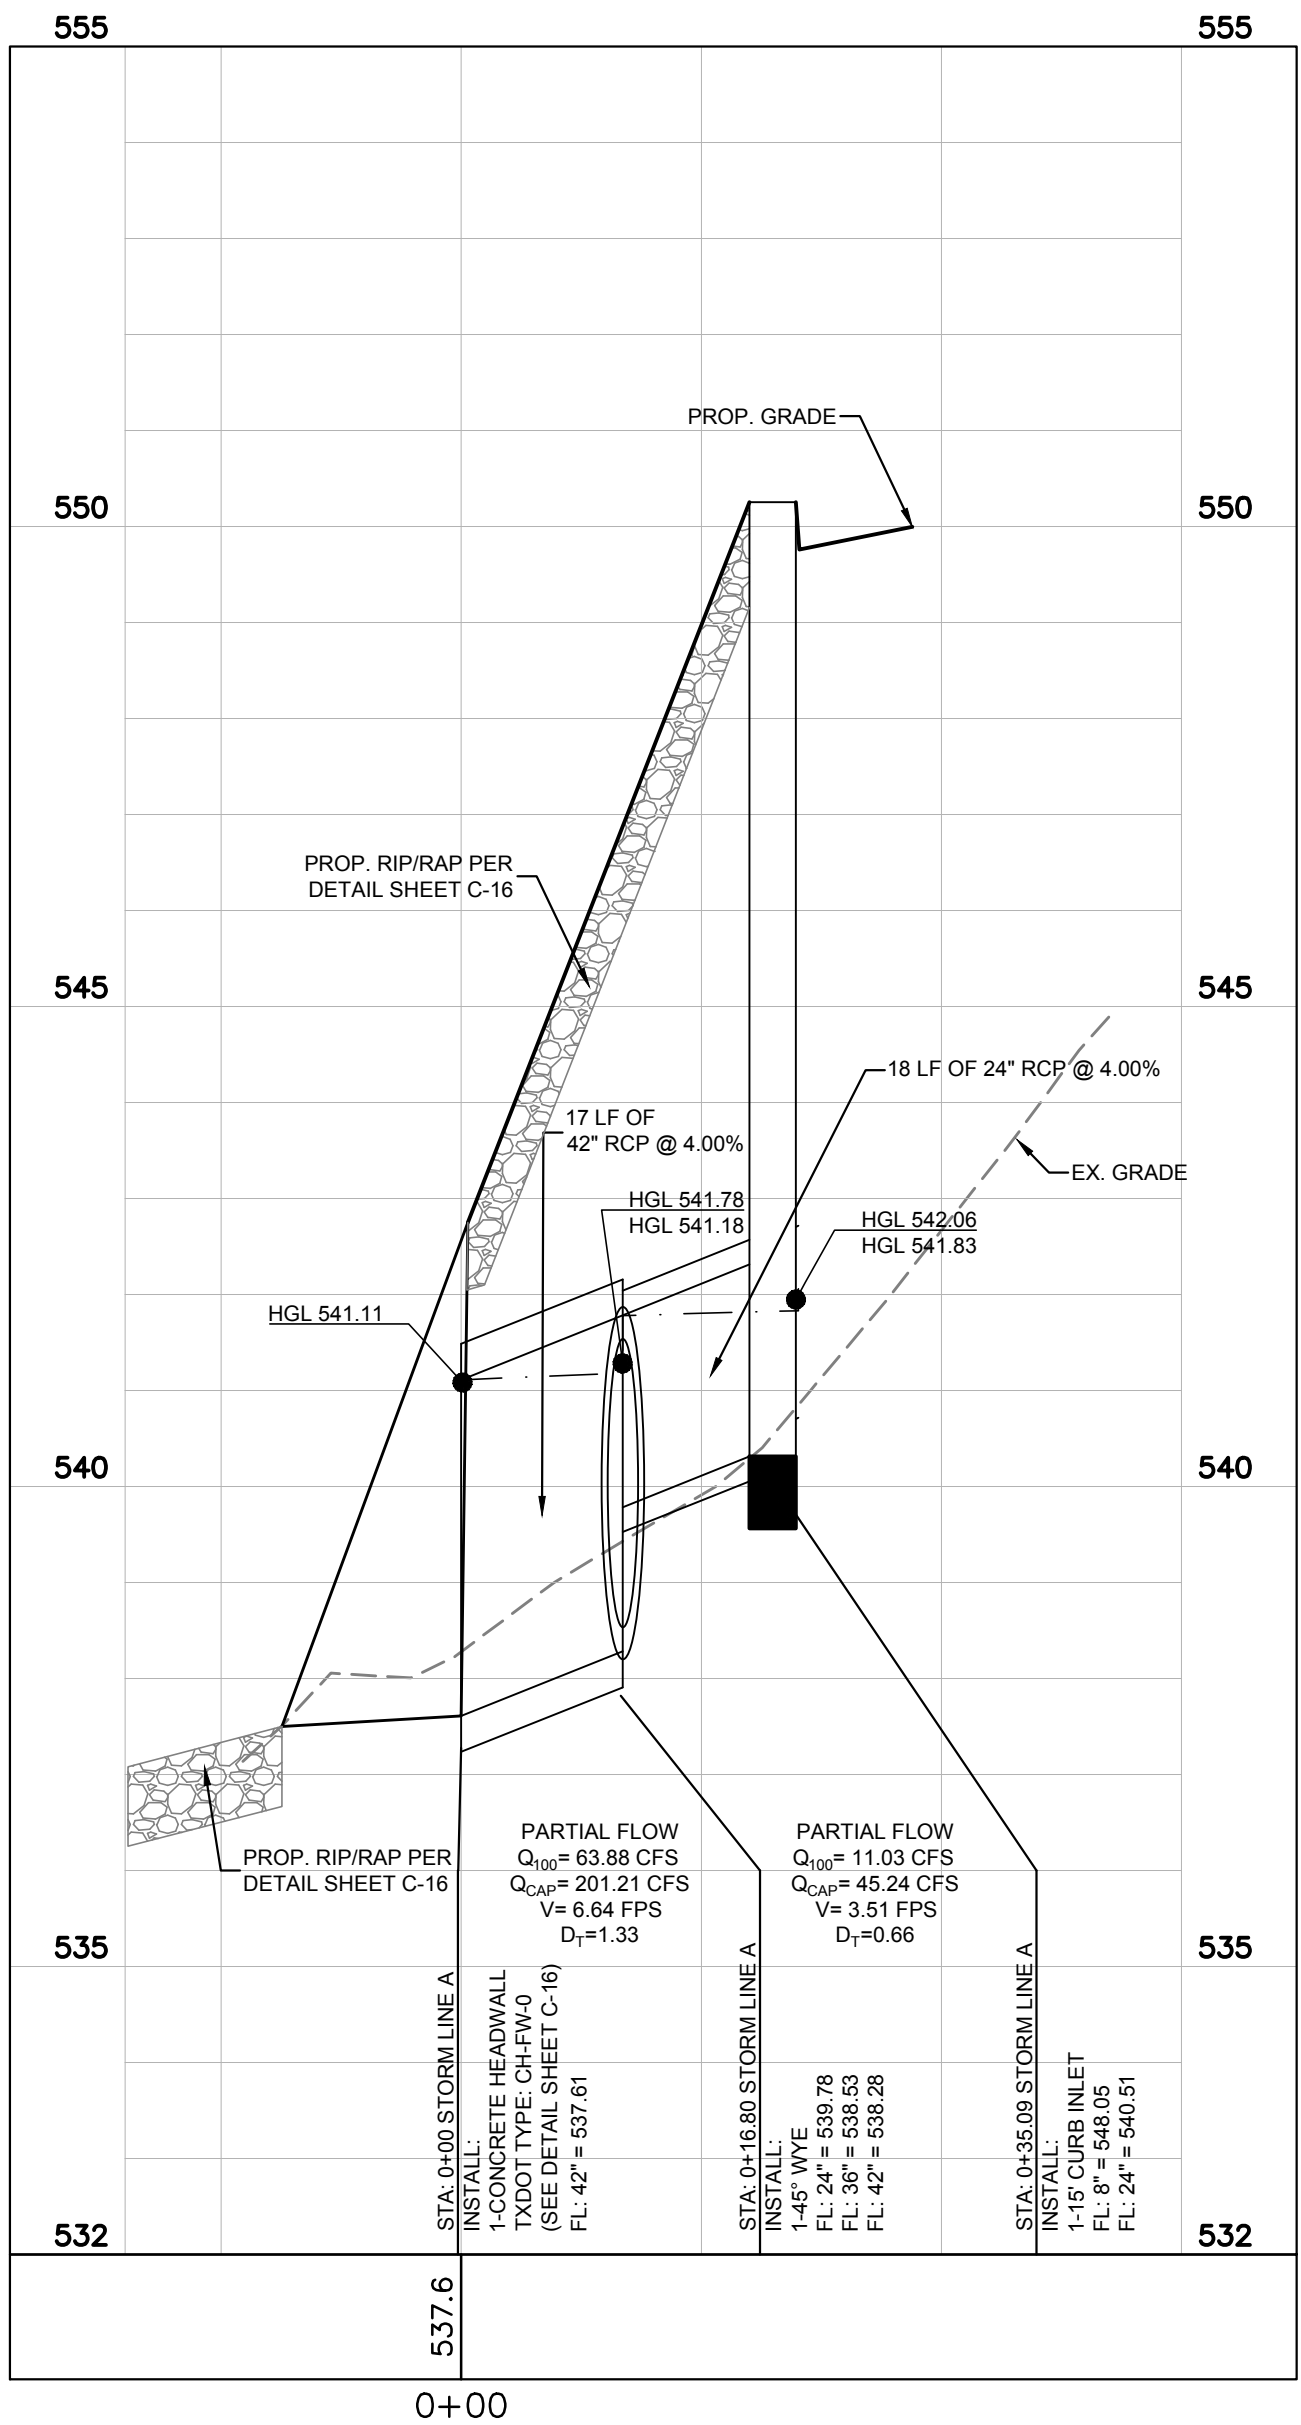 555
555
PROP. GRADE
550
550
PROP. RIP/RAP PER
DETAIL SHEET C-16
545
545
18 LF OF 24" RCP @ 4.00%
17 LF OF
42" RCP @ 4.00%
EX. GRADE
HGL 541.78
HGL 541.18
HGL 542.06
HGL 541.83
HGL 541.11
540
540
PROP. RIP/RAP PER
DETAIL SHEET C-16
PARTIAL FLOW
Q100= 63.88 CFS
QCAP= 201.21 CFS
V= 6.64 FPS
DT=1.33
PARTIAL FLOW
Q100= 11.03 CFS
QCAP= 45.24 CFS
V= 3.51 FPS
DT=0.66
535
535
STA: 0+00 STORM LINE A
INSTALL:
1-CONCRETE HEADWALL
TXDOT TYPE: CH-FW-0
(SEE DETAIL SHEET C-16)
FL: 42" = 537.61
STA: 0+16.80 STORM LINE A
INSTALL:
1-45° WYE
FL: 24" = 539.78
FL: 36" = 538.53
FL: 42" = 538.28
STA: 0+35.09 STORM LINE A
INSTALL:
1-15' CURB INLET
FL: 8" = 548.05
FL: 24" = 540.51
532
532
537.6
0+00